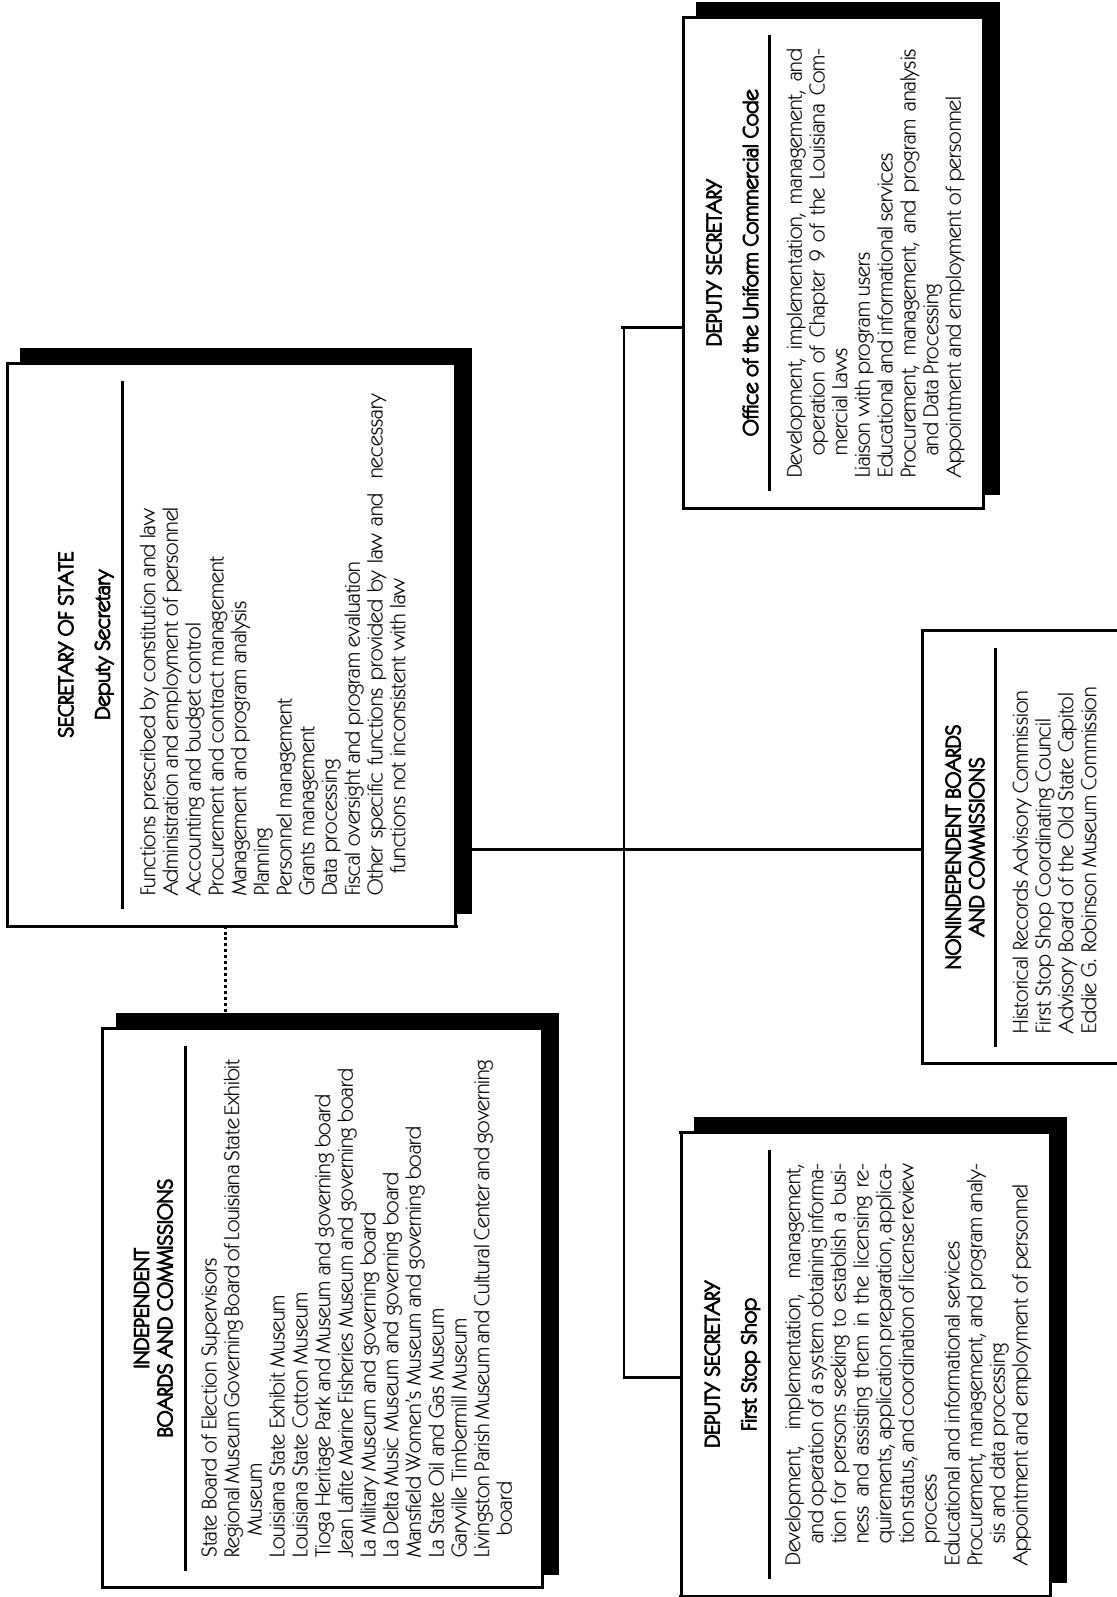 SECRETARY OF STATE
Deputy Secretary
Functions prescribed by constitution and law
Administration and employment of personnel
Accounting and budget control
Procurement and contract management
Management and program analysis
Planning
Personnel management
Grants management
Data processing
Fiscal oversight and program evaluation
Other specific functions provided by law and necessary
functions not inconsistent with law
INDEPENDENT
BOARDS AND COMMISSIONS
State Board of Election Supervisors
Regional Museum Governing Board of Louisiana State Exhibit
Museum
Louisiana State Exhibit Museum
Louisiana State Cotton Museum
Tioga Heritage Park and Museum and governing board
Jean Lafite Marine Fisheries Museum and governing board
La Military Museum and governing board
La Delta Music Museum and governing board
Mansfield Women's Museum and governing board
La State Oil and Gas Museum
Garyville Timbermill Museum
Livingston Parish Museum and Cultural Center and governing
board
DEPUTY SECRETARY
First Stop Shop
Development, implementation, management,
and operation of a system obtaining informa-
tion for persons seeking to establish a busi-
ness and assisting them in the licensing re-
quirements, application preparation, applica-
tion status, and coordination of license review
process
Educational and informational services
Procurement, management, and program analy-
sis and data processing
Appointment and employment of personnel
NONINDEPENDENT BOARDS
AND COMMISSIONS
Historical Records Advisory Commission
First Stop Shop Coordinating Council
Advisory Board of the Old State Capitol
Eddie G. Robinson Museum Commission
DEPUTY SECRETARY
Office of the Uniform Commercial Code
Development, implementation, management, and
operation of Chapter 9 of the Louisiana Com-
mercial Laws
Liaison with program users
Educational and informational services
Procurement, management, and program analysis
and Data Processing
Appointment and employment of personnel